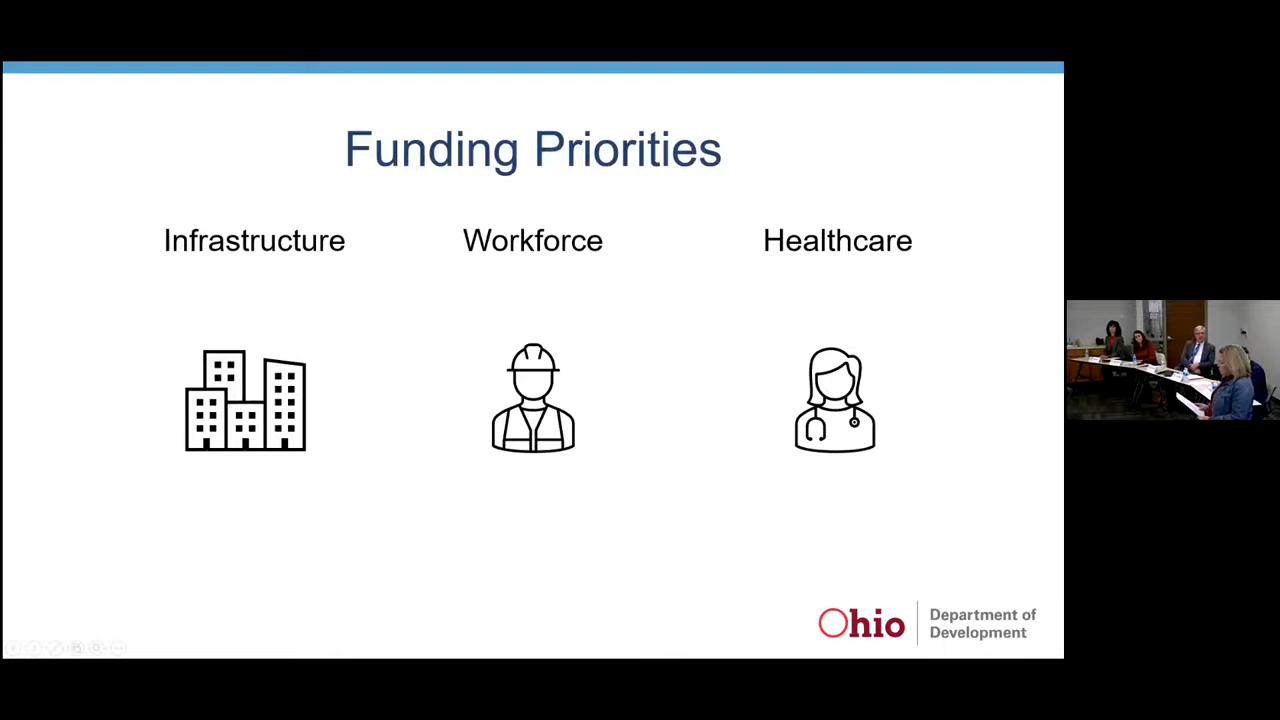 Funding Priorities
Infrastructure
Workforce
Healthcare
Ohio
Department of
Development